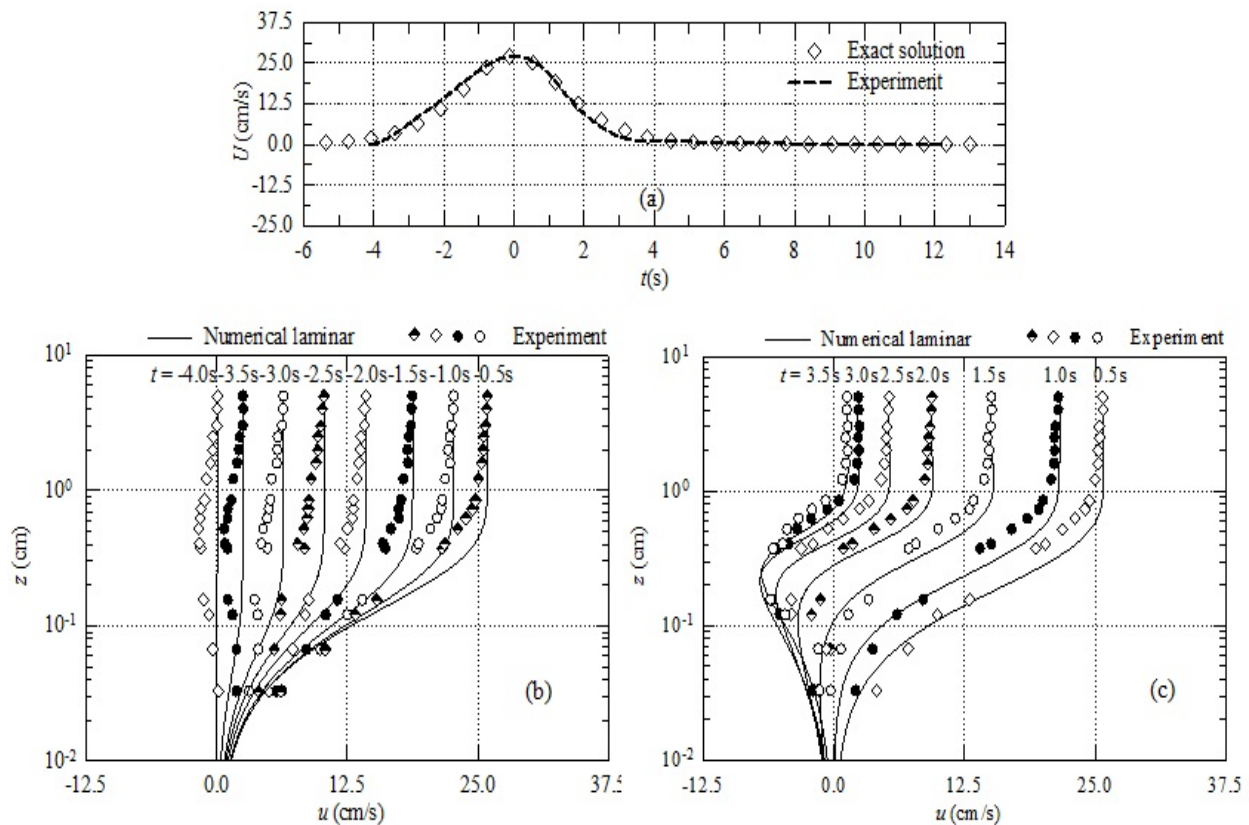 37.5
25.0
12.5
0.0
-12.5
-25.0
U (cm/s)
◇ Exact solution
Experiment
(a)
-6 -4 -2 0 2 4 6 8 10 12 14
t(s)
Numerical laminar Experiment
t = -4.0s -3.5s -3.0s -2.5s -2.0s -1.5s -1.0s -0.5s
10^1
10^0
10^-1
10^-2
z (cm)
(b)
-12.5 0.0 12.5 25.0 37.5
u (cm/s)
Numerical laminar Experiment
t = 3.5s 3.0s 2.5s 2.0s 1.5s 1.0s 0.5s
10^1
10^0
10^-1
10^-2
z (cm)
(c)
-12.5 0.0 12.5 25.0 37.5
u (cm/s)